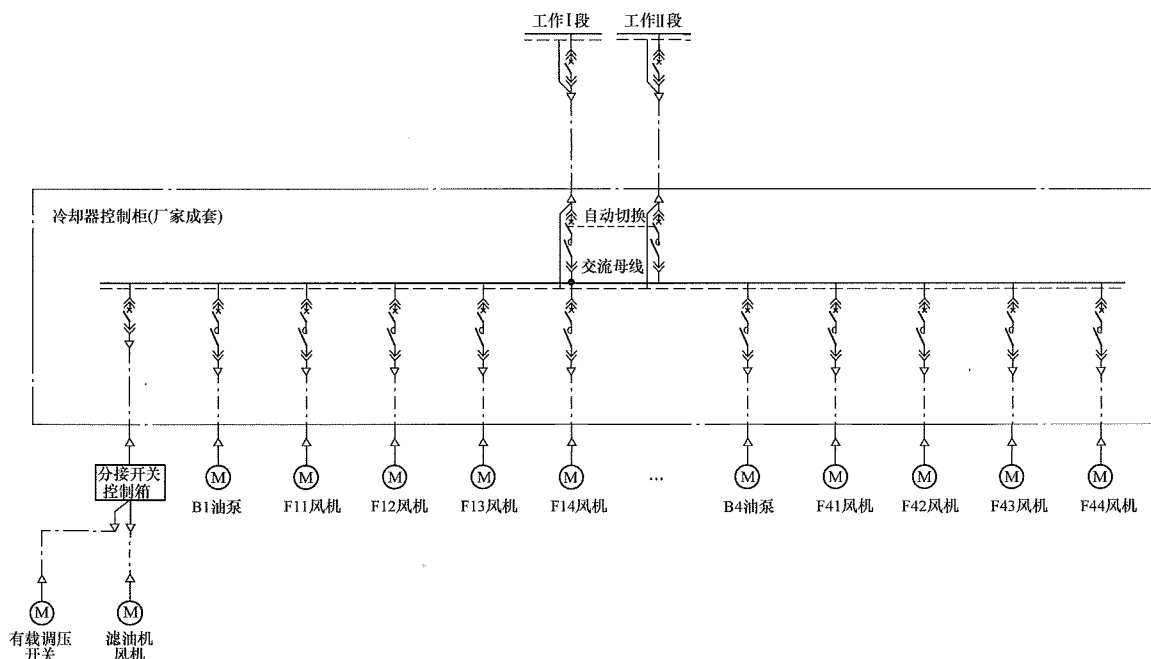 工作Ⅰ段
工作Ⅱ段
冷却器控制柜(厂家成套)
自动切换
交流母线
分接开关
控制箱
M
M
M
M
M
M
...
M
M
M
M
M
B1油泵
F11风机
F12风机
F13风机
F14风机
B4油泵
F41风机
F42风机
F43风机
F44风机
M
M
有载调压
开关
滤油机
风机